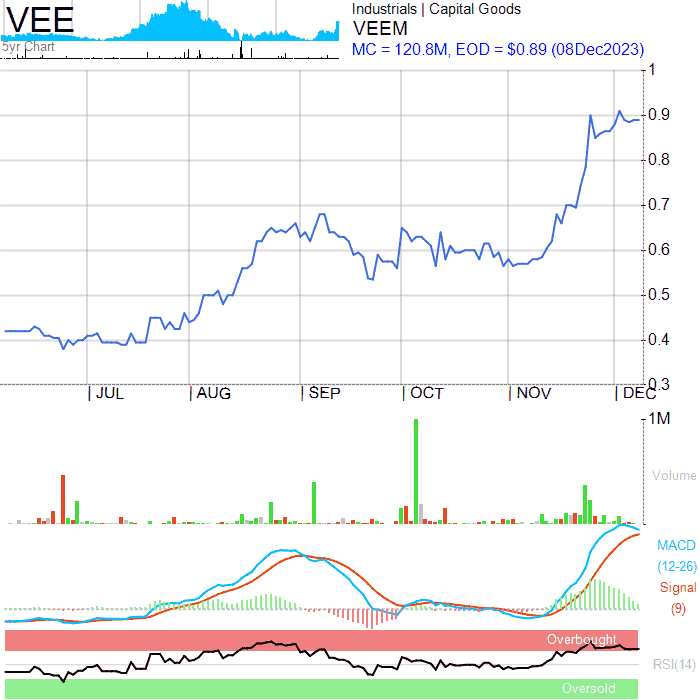 VEE
5yr Chart
Industrials | Capital Goods
VEEM
MC = 120.8M, EOD = $0.89 (08Dec2023)
1
0.9
0.8
0.7
0.6
0.5
0.4
0.3
JUL AUG SEP OCT NOV DEC
1M
Volume
MACD
(12-26)
Signal
(9)
Overbought
RSI(14)
Oversold